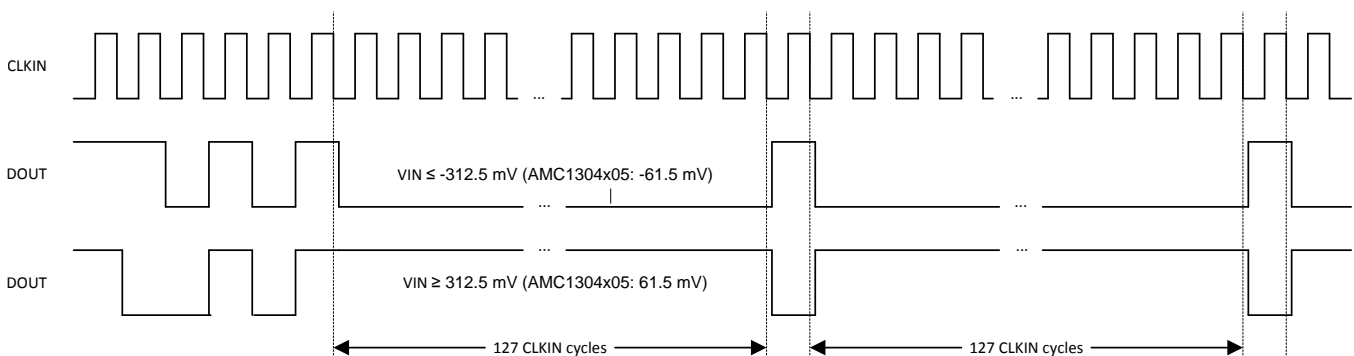 CLKIN
... ...
DOUT
VIN ≤ -312.5 mV (AMC1304x05: -61.5 mV)
... ...
DOUT
... ...
VIN ≥ 312.5 mV (AMC1304x05: 61.5 mV)
127 CLKIN cycles 127 CLKIN cycles